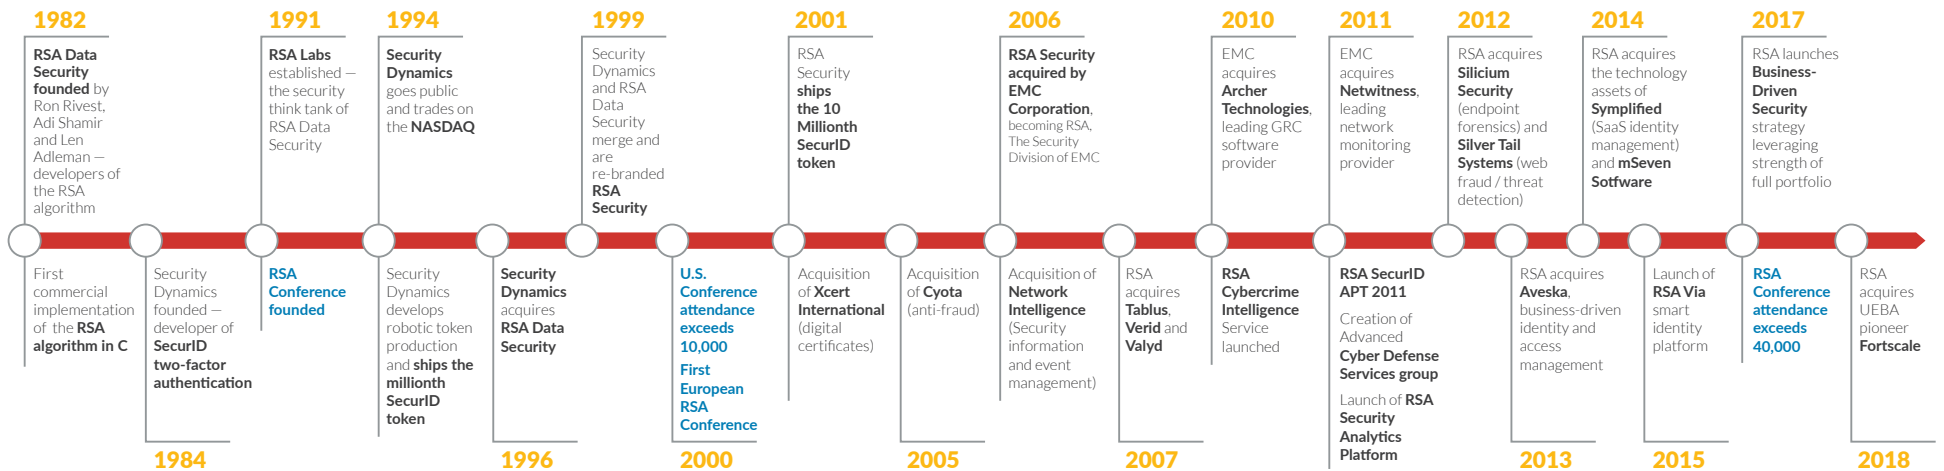 1982
RSA Data
Security
founded by
Ron Rivest,
Adi Shamir
and Len
Adleman –
developers of
the RSA
algorithm
First
commercial
implementation
of the RSA
algorithm in C
Security
Dynamics
founded –
developer of
SecurID
two-factor
authentication
1984
1991
RSA Labs
established –
the security
think tank of
RSA Data
Security
RSA
Conference
founded
1994
Security
Dynamics
goes public
and trades on
the NASDAQ
Security
Dynamics
develops
robotic token
production
and ships the
millionth
SecurID
token
Security
Dynamics
acquires
RSA Data
Security
1996
1999
Security
Dynamics
and RSA
Data
Security
merge and
are
re-branded
RSA
Security
U.S.
Conference
attendance
exceeds
10,000
First
European
RSA
Conference
2000
2001
RSA
Security
ships
the 10
Millionth
SecurID
token
Acquisition
of Xcert
International
(digital
certificates)
Acquisition
of Cyota
(anti-fraud)
2005
2006
RSA Security
acquired by
EMC
Corporation,
becoming RSA,
The Security
Division of EMC
Acquisition of
Network
Intelligence
(Security
information
and event
management)
RSA
acquires
Tablus,
Verid and
Valyd
2007
2010
EMC
acquires
Archer
Technologies,
leading GRC
software
provider
RSA
Cybercrime
Intelligence
Service
launched
2011
EMC
acquires
Netwitness,
leading
network
monitoring
provider
RSA SecurID
APT 2011
Creation of
Advanced
Cyber Defense
Services group
Launch of RSA
Security
Analytics
Platform
2012
RSA acquires
Silicium
Security
(endpoint
forensics) and
Silver Tail
Systems (web
fraud / threat
detection)
RSA acquires
Aveska,
business-driven
identity and
access
management
2013
2014
RSA acquires
the technology
assets of
Symplified
(SaaS identity
management)
and mSeven
Sotfware
Launch of
RSA Via
smart
identity
platform
2015
2017
RSA launches
Business-
Driven
Security
strategy
leveraging
strength of
full portfolio
RSA
Conference
attendance
exceeds
40,000
RSA
acquires
UEBA
pioneer
Fortscale
2018